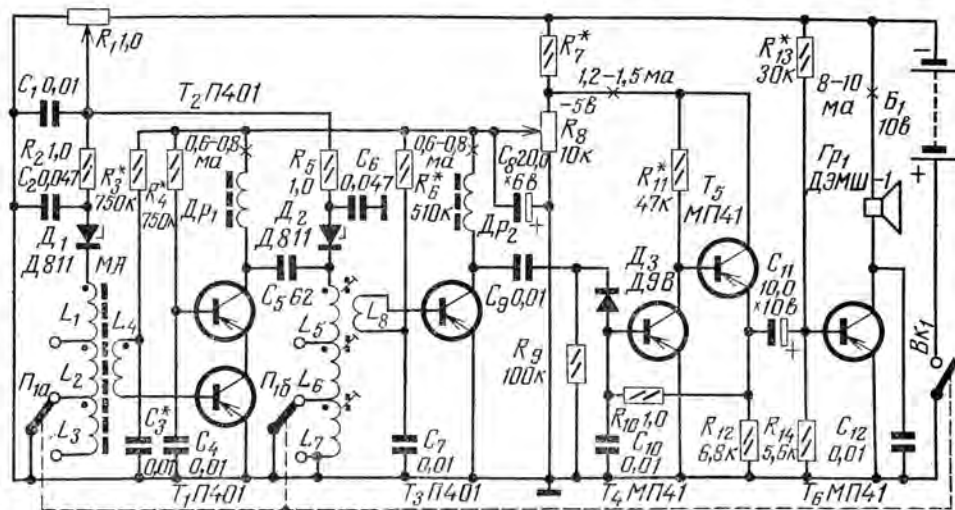 R₁ 1,0
C₁ 0,01
T₂ П401
R₂ 1,0
C₂ 0,047
R₃*
750к
R₄*
750к
0,6-0,8
ма
Др₁
R₅
1,0
C₆
0,047
0,6-0,8
ма
R₆*
510к
C₈ 20,0
×6в
Др₂
R₇*
1,2-1,5 ма
-5в
R₈
10к
R₁₃*
30к
8-10
ма
Б₁
10в
−
+
Гр₁
ДЭМШ-1
Д₁
Д811
МА
Д₂
Д811
C₅ 62
C₉ 0,01
R₁₁*
47к
T₅
МП41
Д₃
Д9В
C₁₁
10,0
×10в
+
L₁
L₂
L₃
L₄
L₅
L₆
L₇
L₈
П₁а
П₁б
R₉
100к
R₁₀ 1,0
C₁₀
0,01
R₁₂
6,8к
R₁₄
5,6к
C₁₂
0,01
Вк₁
C₃*
0,01
C₄
0,01
C₇
0,01
T₁ П401
T₃ П401
T₄ МП41
T₆ МП41